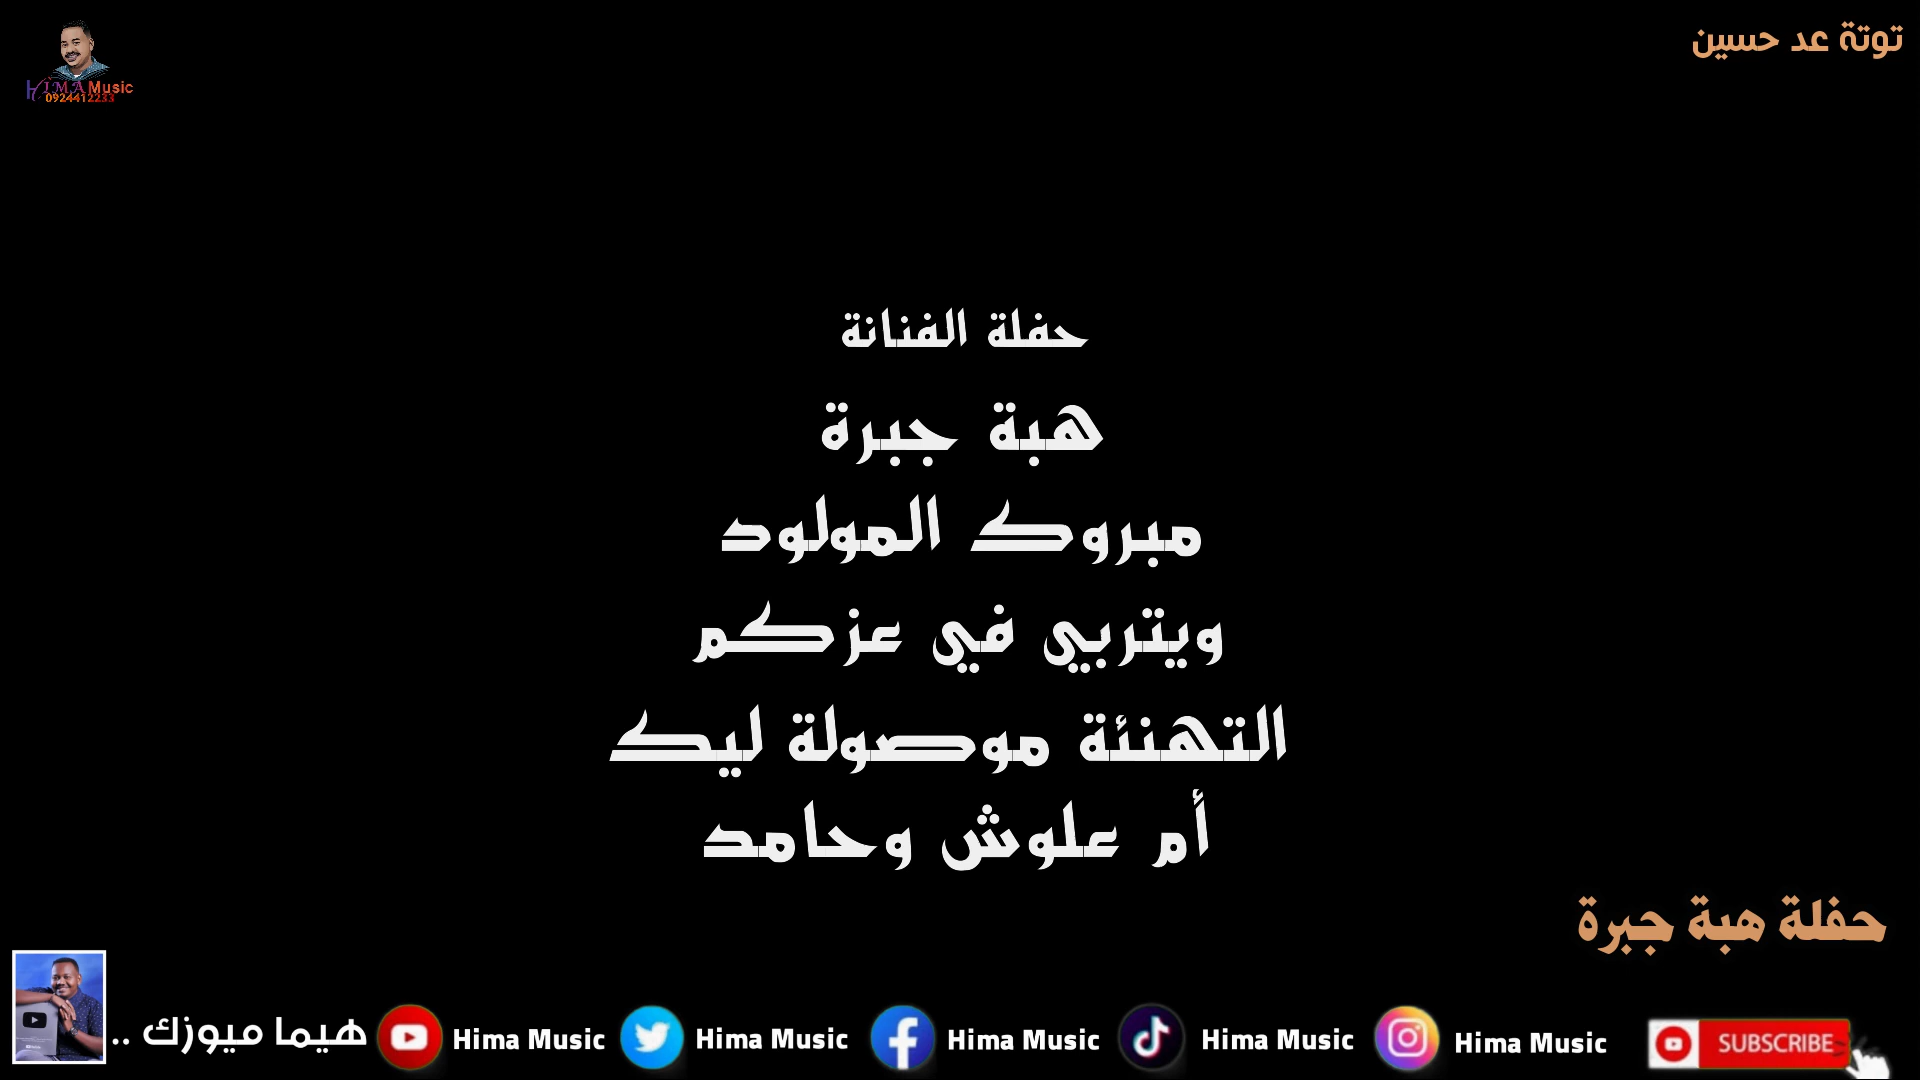 توتة عد حسين
HIMA Music
0924412233
حفلة الفنانة
هبة جبرة
مبروك المولود
ويتربي في عزكم
التهنئة موصولة ليك
أم علوش وحامد
حفلة هبة جبرة
هيما ميوزك ..
Hima Music
Hima Music
Hima Music
Hima Music
Hima Music
SUBSCRIBE